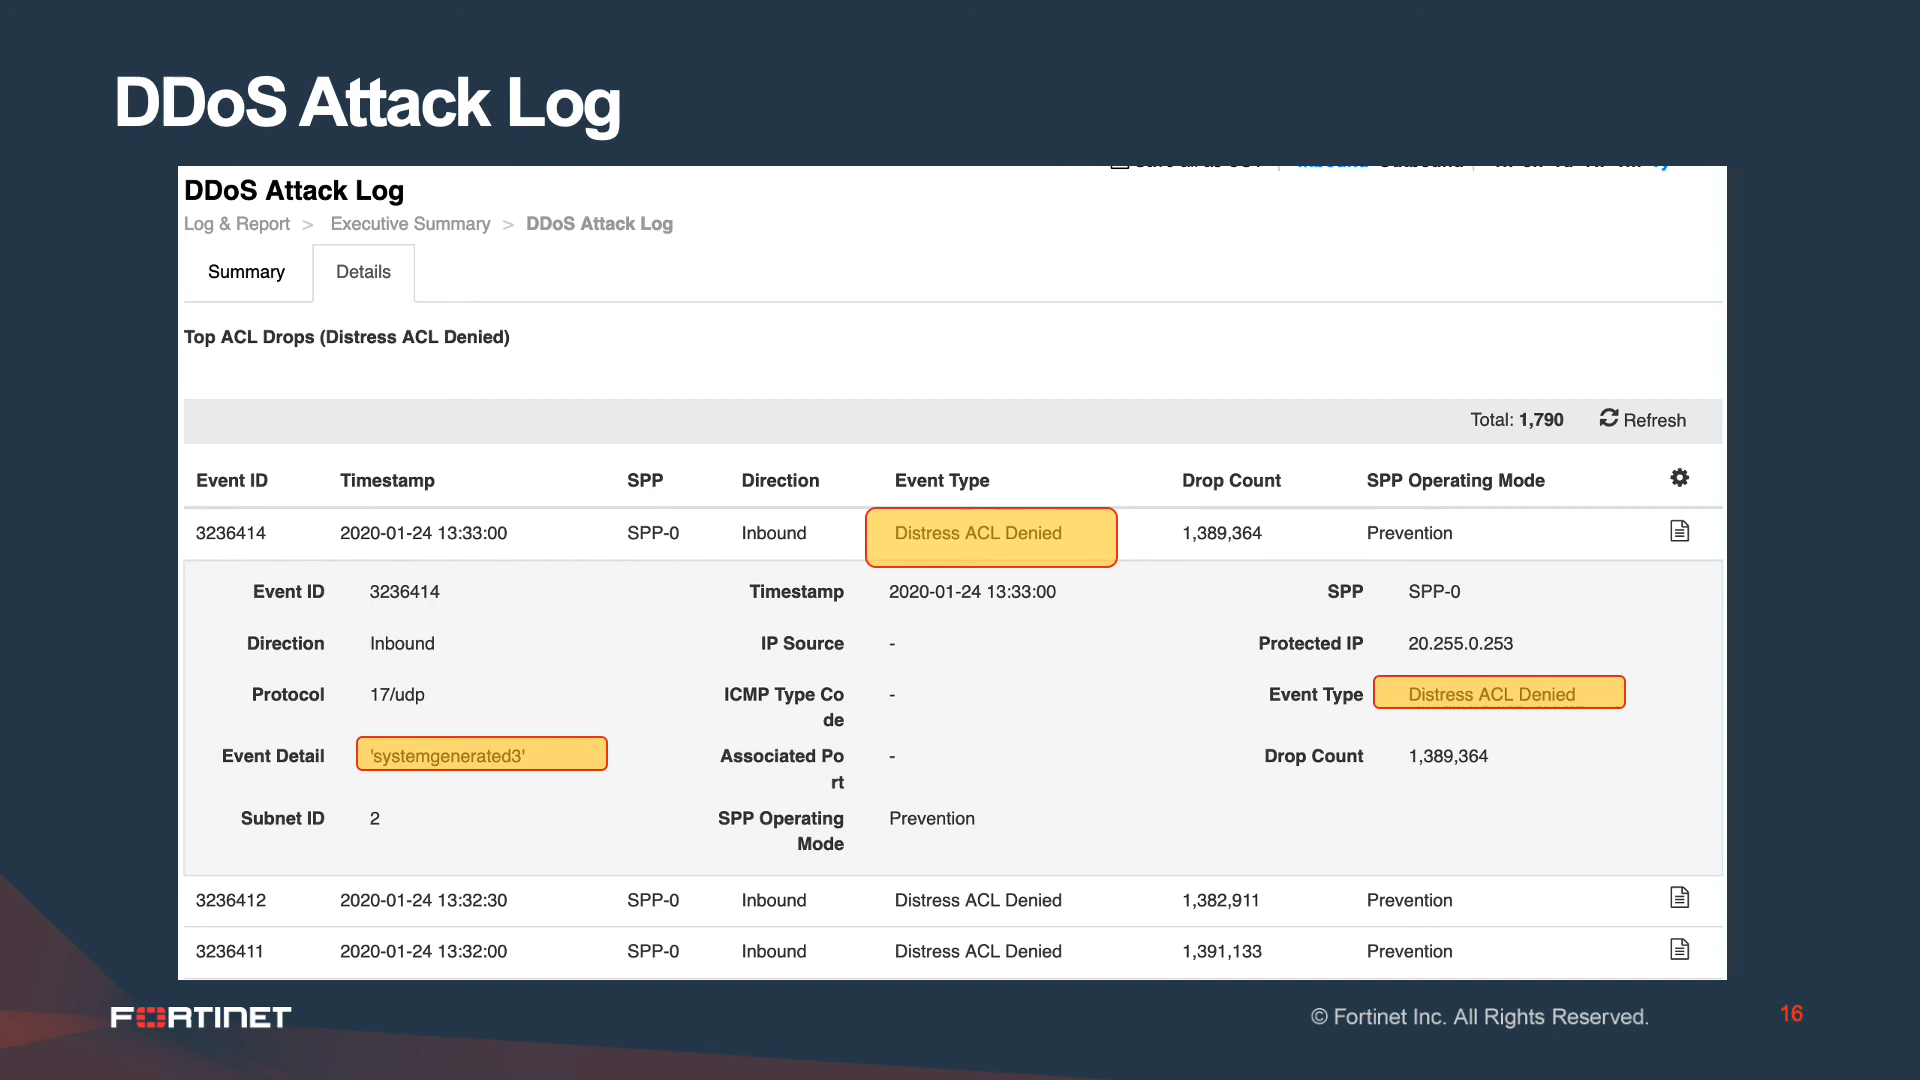 DDoS Attack Log
DDoS Attack Log
Log & Report > Executive Summary > DDoS Attack Log
Summary Details
Top ACL Drops (Distress ACL Denied)
Total: 1,790 Refresh
Event ID Timestamp SPP Direction Event Type Drop Count SPP Operating Mode
3236414 2020-01-24 13:33:00 SPP-0 Inbound Distress ACL Denied 1,389,364 Prevention
Event ID 3236414 Timestamp 2020-01-24 13:33:00 SPP SPP-0
Direction Inbound IP Source - Protected IP 20.255.0.253
Protocol 17/udp ICMP Type Co - Event Type Distress ACL Denied
de
Event Detail 'systemgenerated3' Associated Po - Drop Count 1,389,364
rt
Subnet ID 2 SPP Operating Prevention
Mode
3236412 2020-01-24 13:32:30 SPP-0 Inbound Distress ACL Denied 1,382,911 Prevention
3236411 2020-01-24 13:32:00 SPP-0 Inbound Distress ACL Denied 1,391,133 Prevention
FORTINET © Fortinet Inc. All Rights Reserved. 16